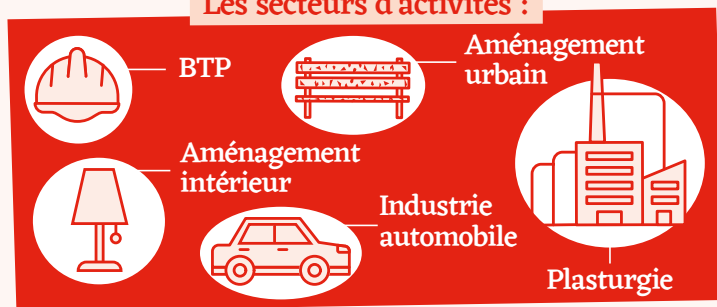 Les secteurs d'activités :
BTP
Aménagement
urbain
Aménagement
intérieur
Industrie
automobile
Plasturgie